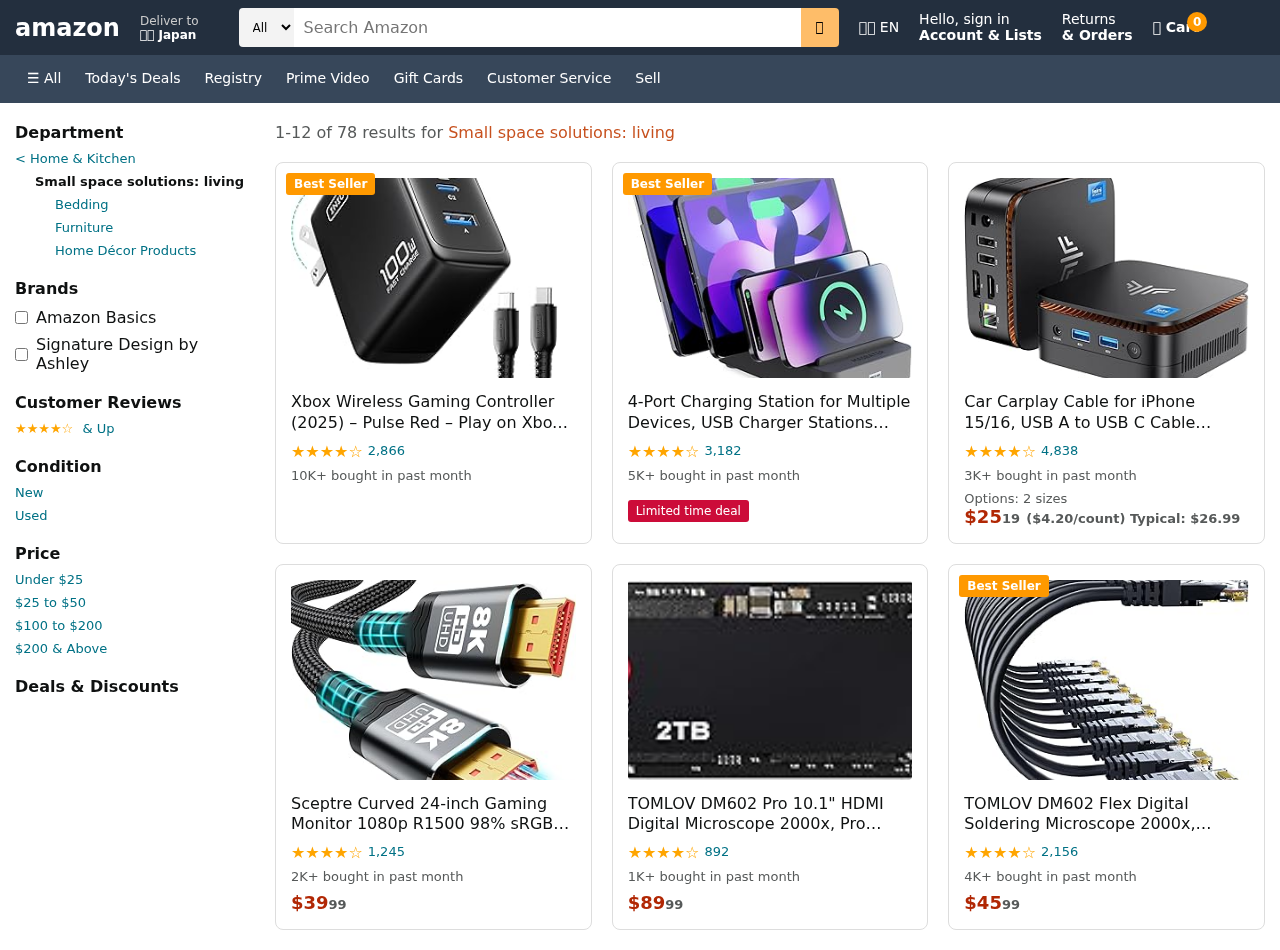 amazon
Deliver to
Japan
All
Search Amazon
EN
Hello, sign in
Account & Lists
Returns
& Orders
0
☰ All
Today's Deals
Registry
Prime Video
Gift Cards
Customer Service
Sell
Department
< Home & Kitchen
Small space solutions: living
Bedding
Furniture
Home Décor Products
Brands
Amazon Basics
Signature Design by
Ashley
Customer Reviews
★★★★☆ & Up
Condition
New
Used
Price
Under $25
$25 to $50
$100 to $200
$200 & Above
Deals & Discounts
1-12 of 78 results for Small space solutions: living
Best Seller
C2
A
100W
FAST CHARGE
Xbox Wireless Gaming Controller
(2025) – Pulse Red – Play on Xbo…
★★★★☆ 2,866
10K+ bought in past month
Best Seller
4-Port Charging Station for Multiple
Devices, USB Charger Stations…
★★★★☆ 3,182
5K+ bought in past month
Limited time deal
Car Carplay Cable for iPhone
15/16, USB A to USB C Cable…
★★★★☆ 4,838
3K+ bought in past month
Options: 2 sizes
$25 19 ($4.20/count) Typical: $26.99
8K
UHD
HD
8K
UHD
HD
Sceptre Curved 24-inch Gaming
Monitor 1080p R1500 98% sRGB…
★★★★☆ 1,245
2K+ bought in past month
$39 99
2TB
TOMLOV DM602 Pro 10.1" HDMI
Digital Microscope 2000x, Pro…
★★★★☆ 892
1K+ bought in past month
$89 99
Best Seller
TOMLOV DM602 Flex Digital
Soldering Microscope 2000x,…
★★★★☆ 2,156
4K+ bought in past month
$45 99